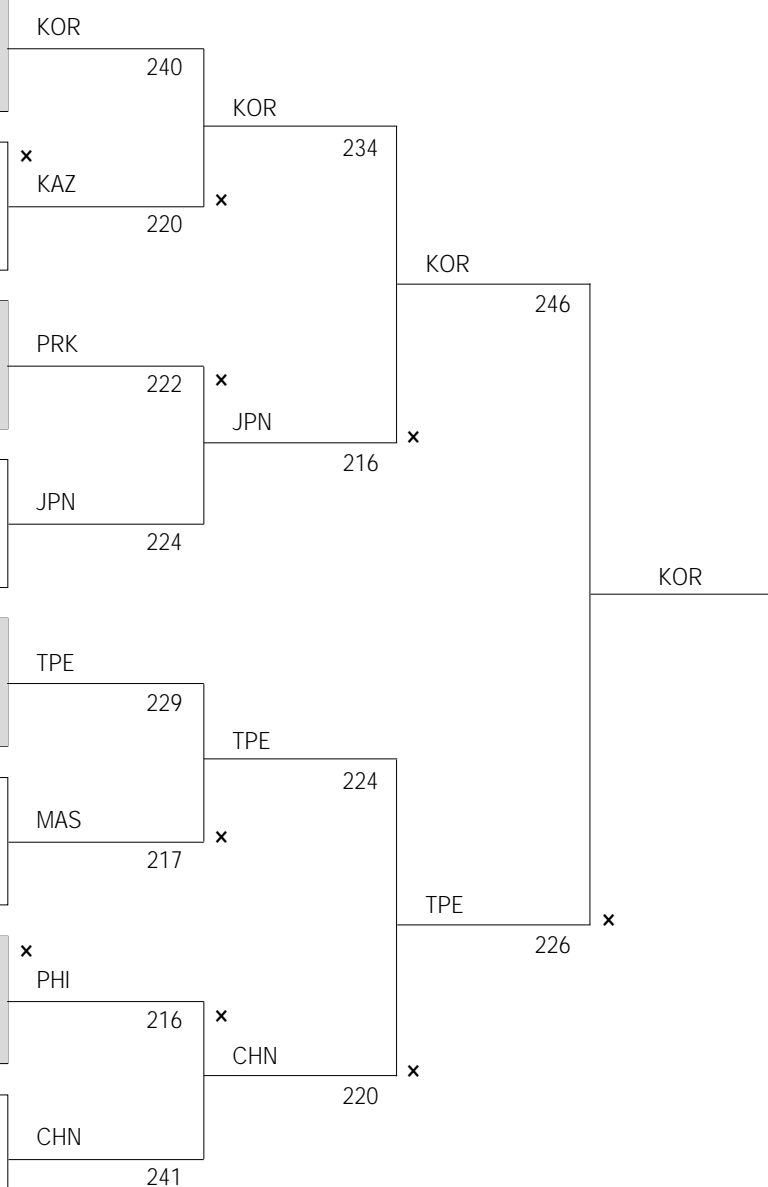 KOR
240
KOR
234
×
KAZ
×
220
KOR
246
PRK
222
×
JPN
×
216
JPN
224
KOR
TPE
229
TPE
224
MAS
×
217
TPE
×
226
×
PHI
216
×
CHN
×
220
CHN
241